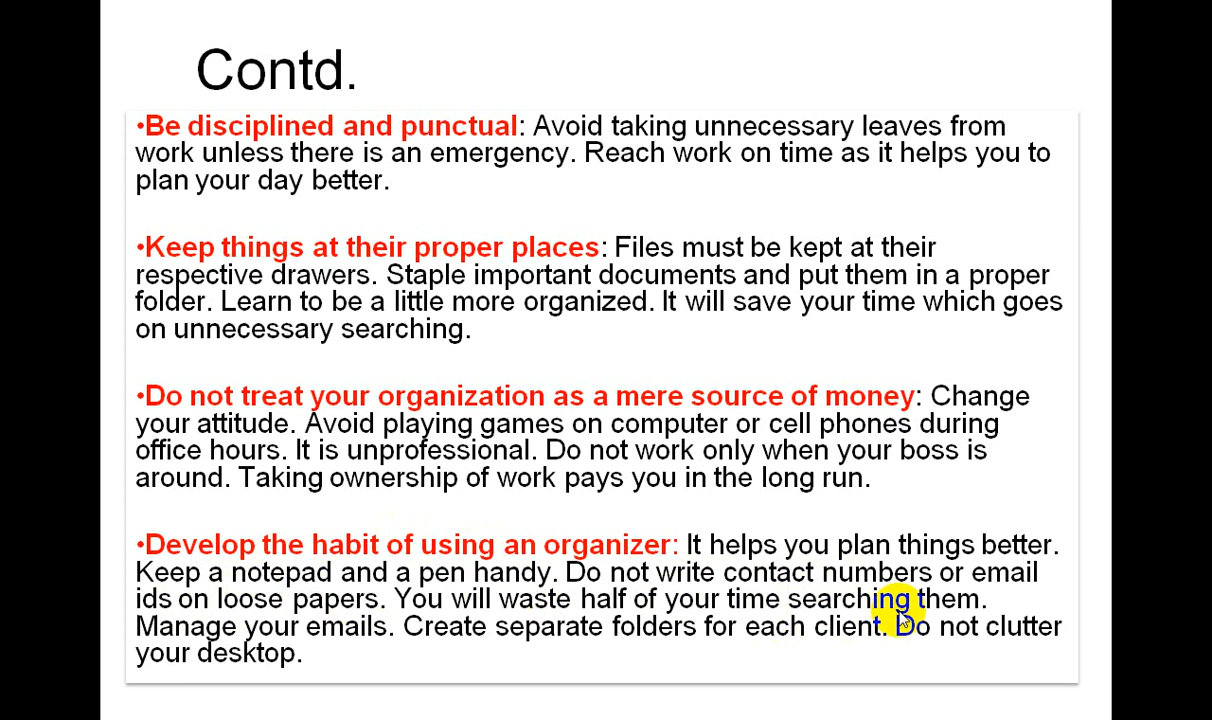 Contd.
•Be disciplined and punctual: Avoid taking unnecessary leaves from
work unless there is an emergency. Reach work on time as it helps you to
plan your day better.
•Keep things at their proper places: Files must be kept at their
respective drawers. Staple important documents and put them in a proper
folder. Learn to be a little more organized. It will save your time which goes
on unnecessary searching.
•Do not treat your organization as a mere source of money: Change
your attitude. Avoid playing games on computer or cell phones during
office hours. It is unprofessional. Do not work only when your boss is
around. Taking ownership of work pays you in the long run.
•Develop the habit of using an organizer: It helps you plan things better.
Keep a notepad and a pen handy. Do not write contact numbers or email
ids on loose papers. You will waste half of your time searching them.
Manage your emails. Create separate folders for each client. Do not clutter
your desktop.